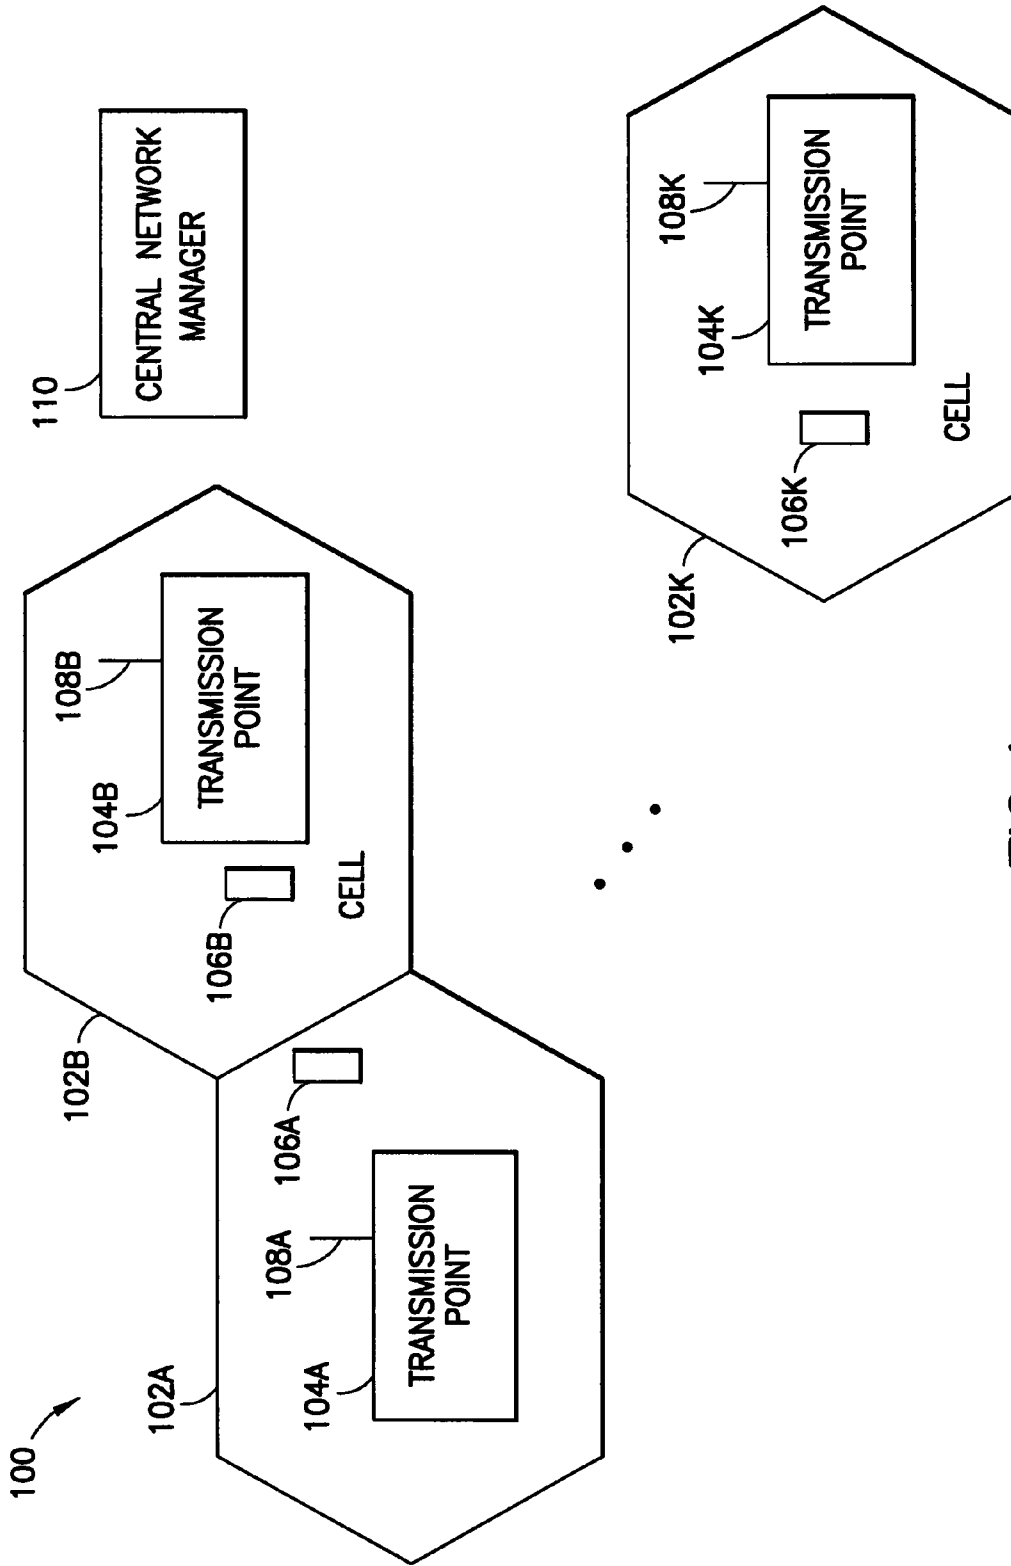 100
102A
104A
108A
TRANSMISSION
POINT
106A
102B
106B
CELL
104B
108B
TRANSMISSION
POINT
110
CENTRAL NETWORK
MANAGER
102K
106K
CELL
104K
108K
TRANSMISSION
POINT